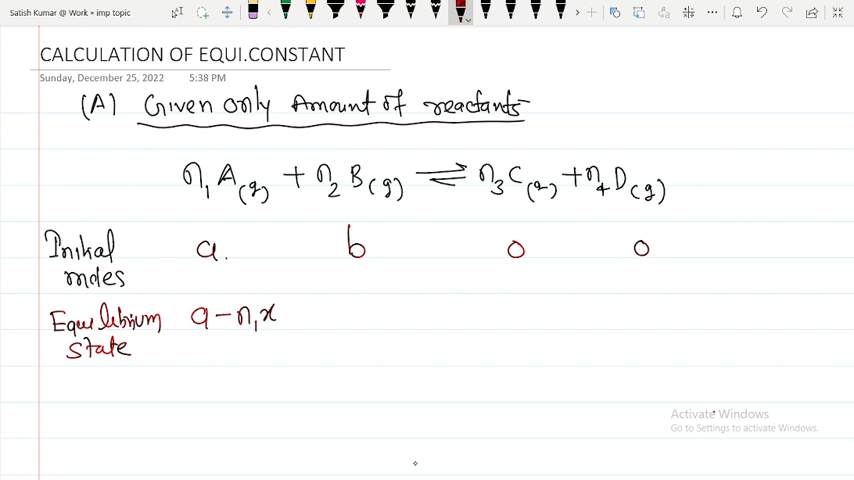 Satish Kumar @ Work » imp topic
CALCULATION OF EQUI.CONSTANT
Sunday, December 25, 2022 5:38 PM
(A) Given only Amount of reactants
n₁A(g) + n₂B(g) ⇌ n₃C(g) + n₄D(g)
Initial a. b 0 0
moles
Equilibrium a - n₁x
state
Activate Windows
Go to Settings to activate Windows.